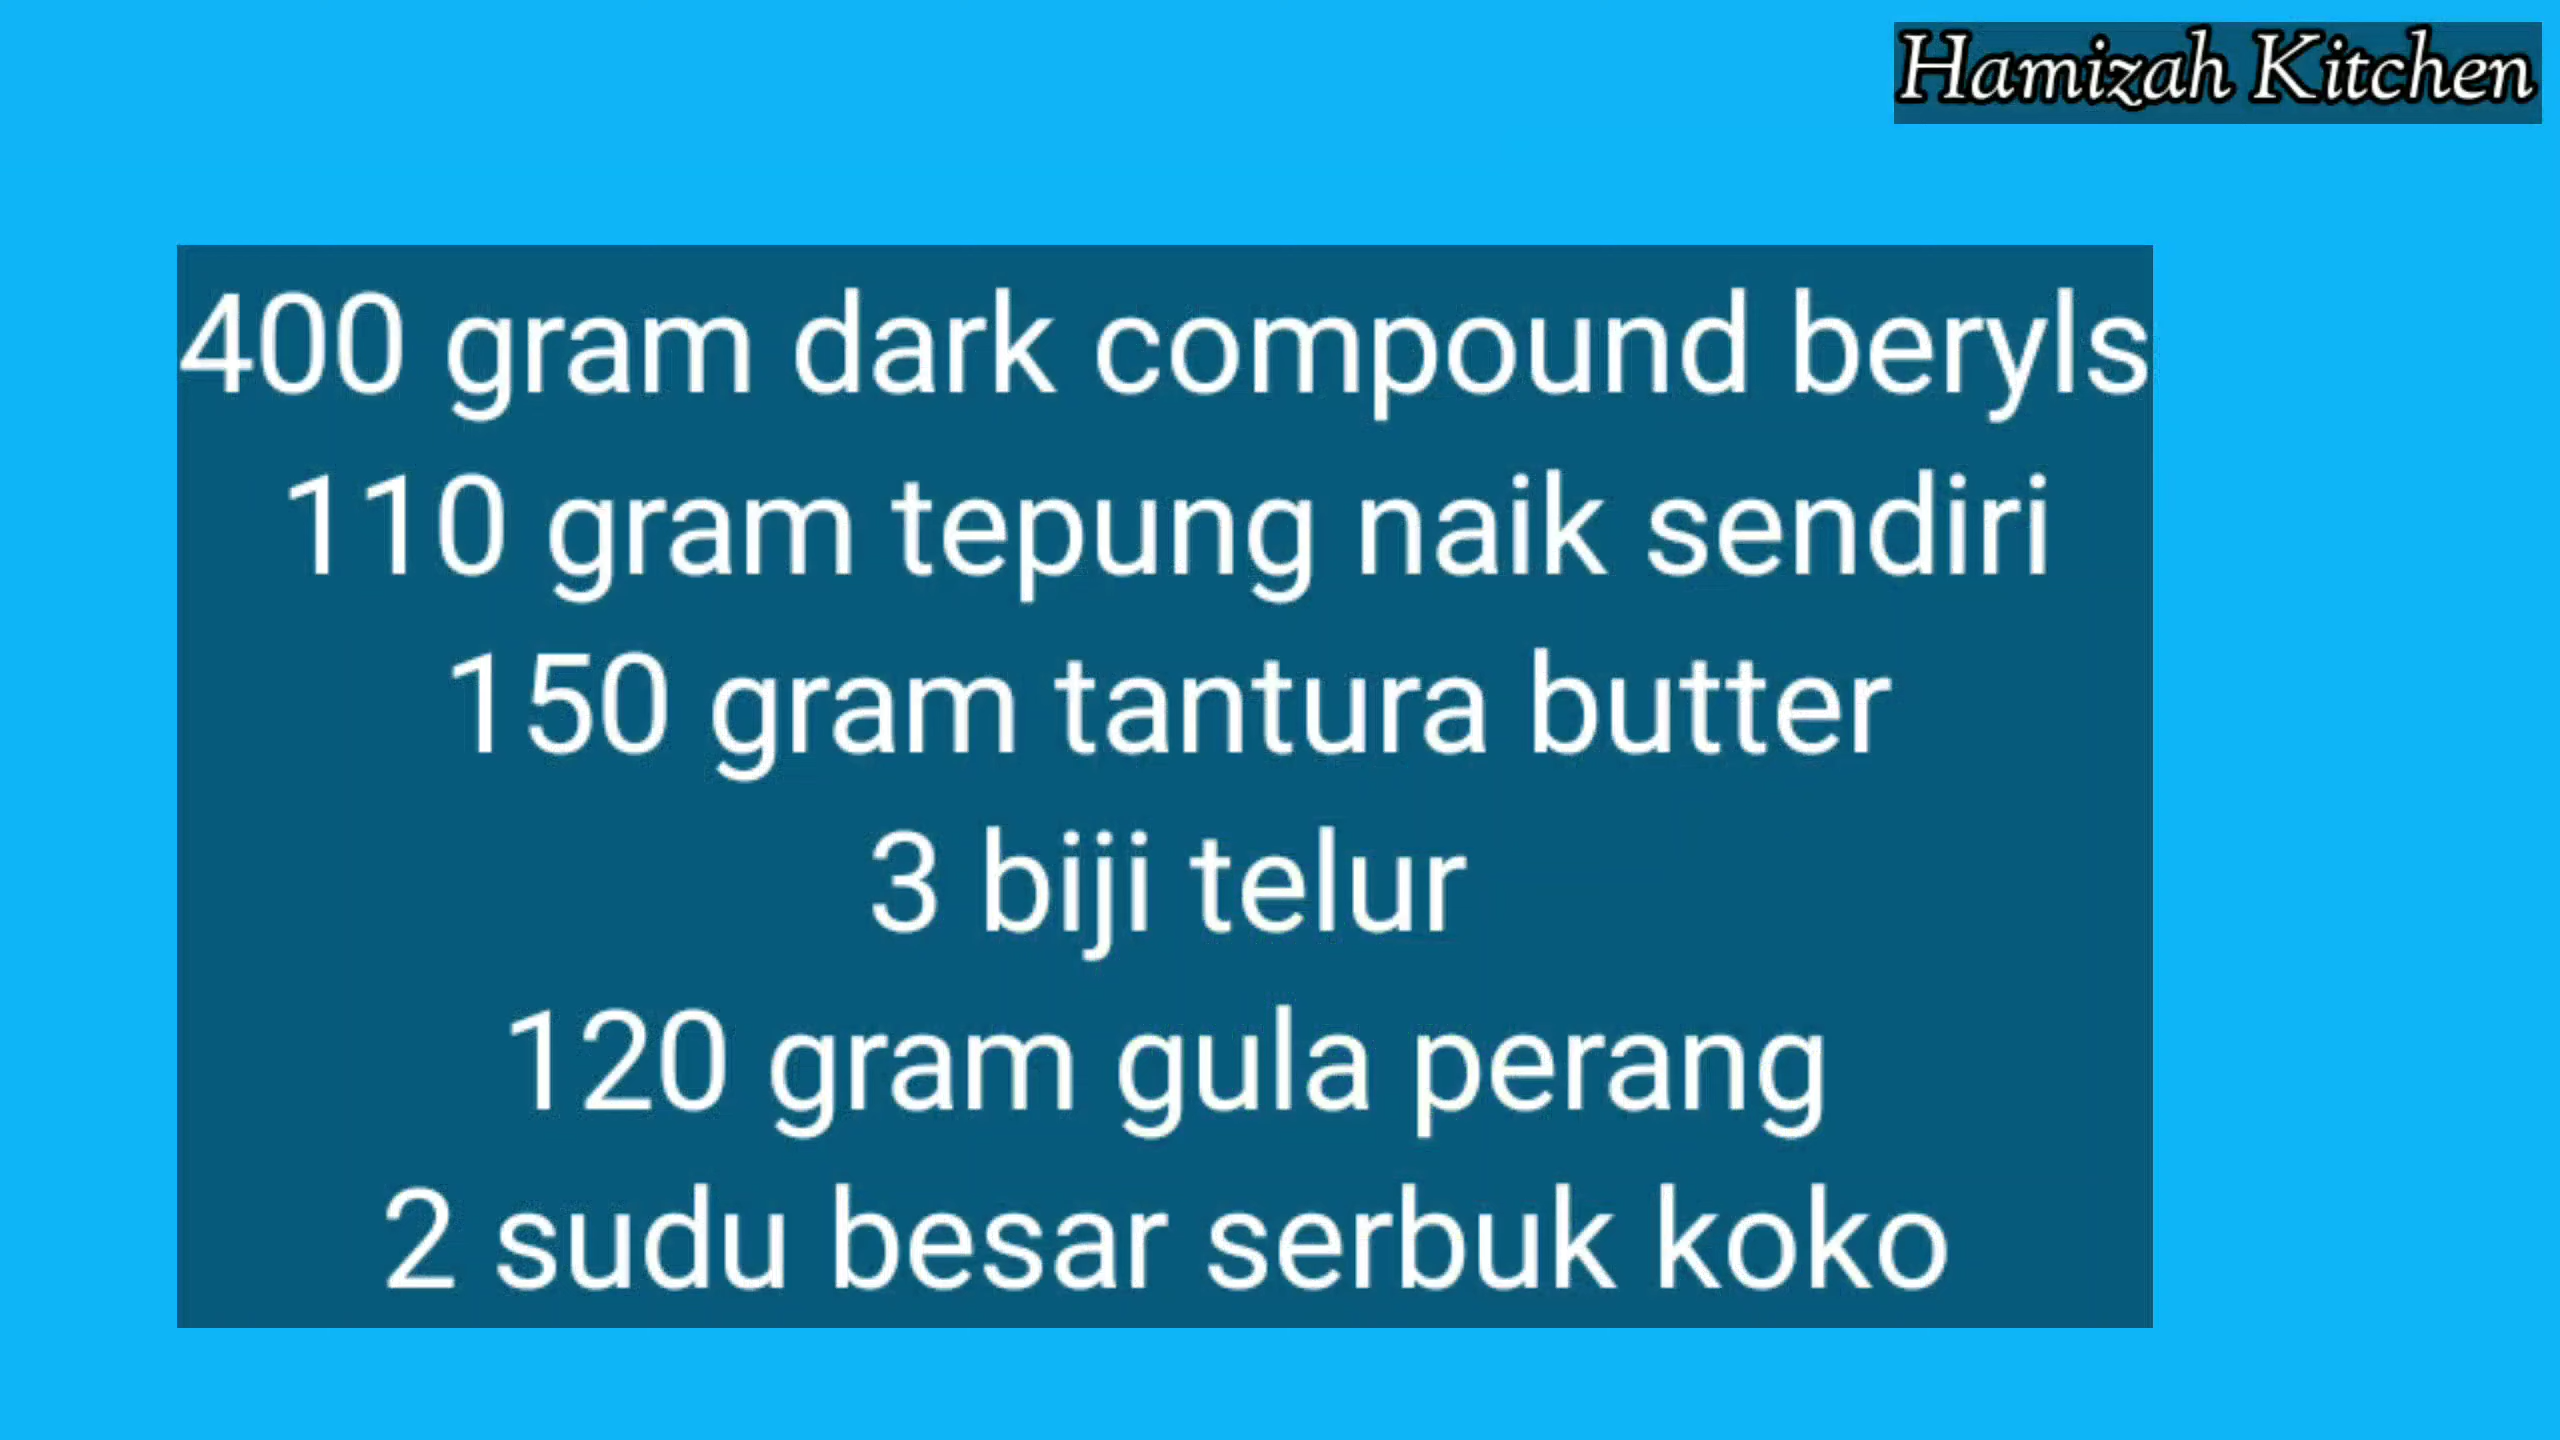 Hamizah Kitchen
400 gram dark compound beryls
110 gram tepung naik sendiri
150 gram tantura butter
3 biji telur
120 gram gula perang
2 sudu besar serbuk koko